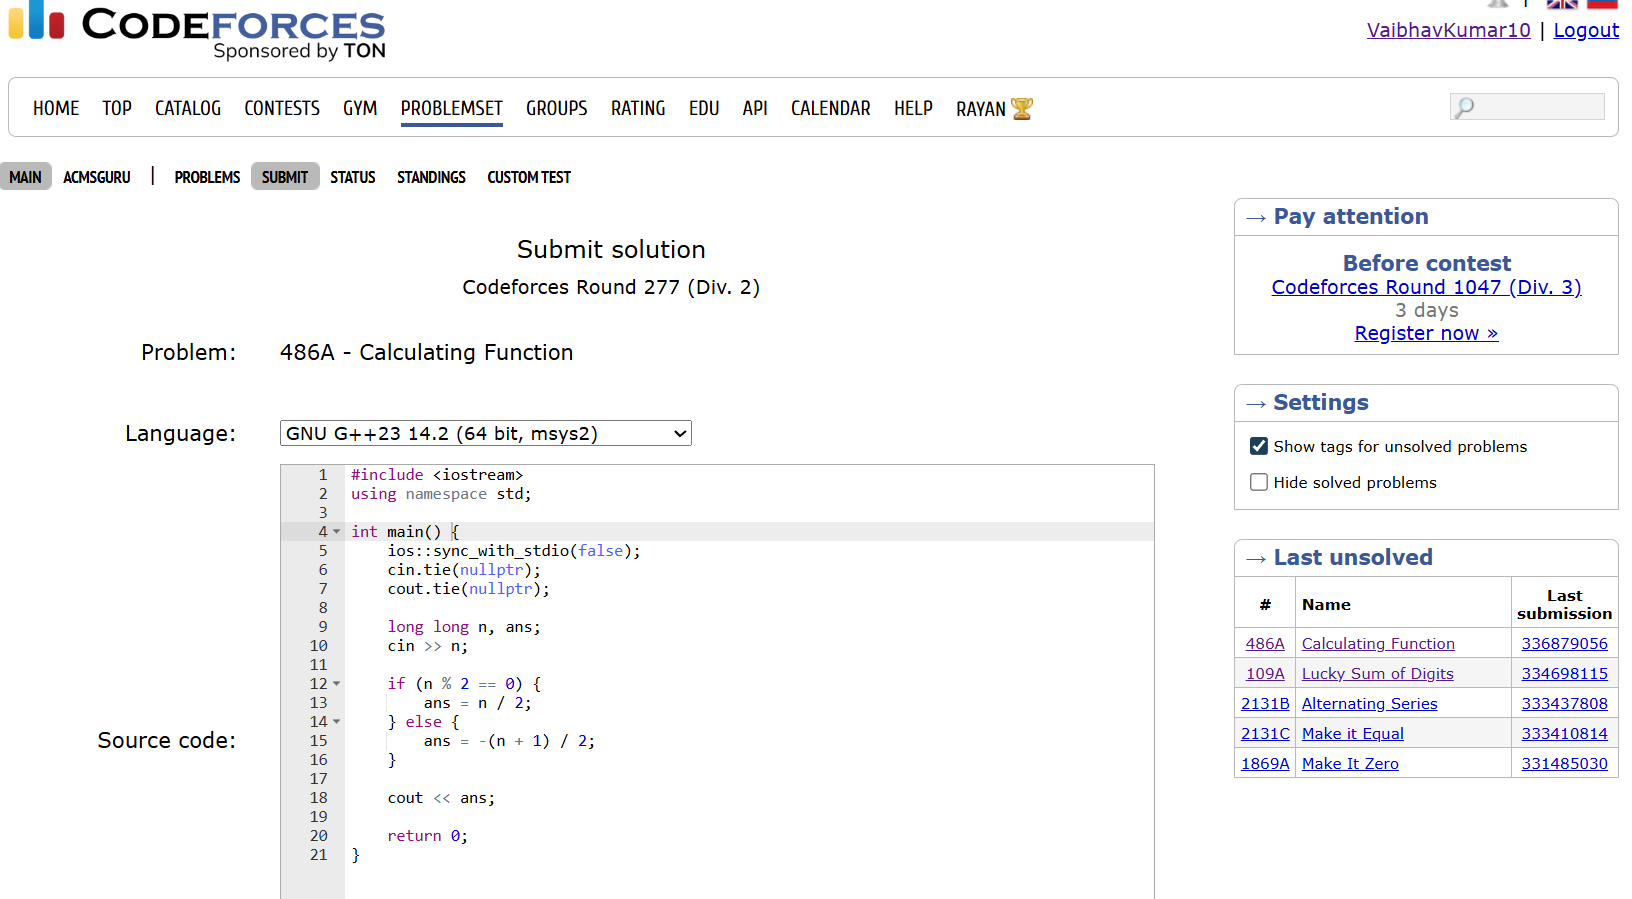 CODEFORCES
Sponsored by TON
VaibhavKumar10 | Logout
HOME TOP CATALOG CONTESTS GYM PROBLEMSET GROUPS RATING EDU API CALENDAR HELP RAYAN
MAIN ACMSGURU | PROBLEMS SUBMIT STATUS STANDINGS CUSTOM TEST
Submit solution
Codeforces Round 277 (Div. 2)
Problem: 486A - Calculating Function
Language: GNU G++23 14.2 (64 bit, msys2)
Source code:
1 #include <iostream>
2 using namespace std;
3
4 int main() {
5     ios::sync_with_stdio(false);
6     cin.tie(nullptr);
7     cout.tie(nullptr);
8
9     long long n, ans;
10     cin >> n;
11
12     if (n % 2 == 0) {
13         ans = n / 2;
14     } else {
15         ans = -(n + 1) / 2;
16     }
17
18     cout << ans;
19
20     return 0;
21 }
→ Pay attention
Before contest
Codeforces Round 1047 (Div. 3)
3 days
Register now »
→ Settings
Show tags for unsolved problems
Hide solved problems
→ Last unsolved
# Name Last submission
486A Calculating Function 336879056
109A Lucky Sum of Digits 334698115
2131B Alternating Series 333437808
2131C Make it Equal 333410814
1869A Make It Zero 331485030